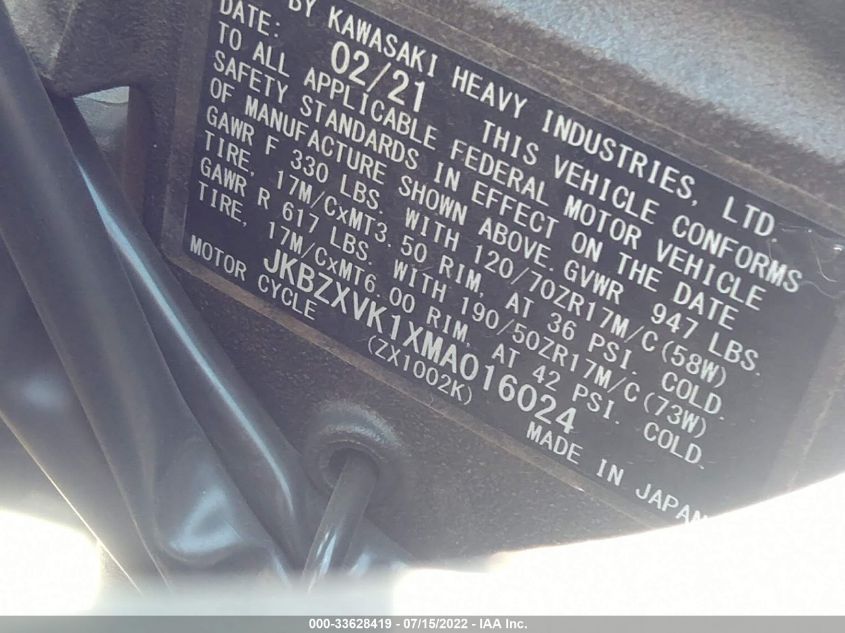 BY KAWASAKI HEAVY INDUSTRIES, LTD.
DATE: 02/21 THIS VEHICLE CONFORMS
TO ALL APPLICABLE FEDERAL MOTOR VEHICLE
SAFETY STANDARDS IN EFFECT ON THE DATE
OF MANUFACTURE SHOWN ABOVE. GVWR 947 LBS.
GAWR F 330 LBS. WITH 120/70ZR17M/C(58W)
TIRE, 17M/CxMT3.50 RIM, AT 36 PSI. COLD.
GAWR R 617 LBS. WITH 190/50ZR17M/C(73W)
TIRE, 17M/CxMT6.00 RIM, AT 42 PSI. COLD.
JKBZXVK1XMA016024
MOTOR CYCLE (ZX1002K) MADE IN JAPAN
000-33628419 - 07/15/2022 - IAA Inc.